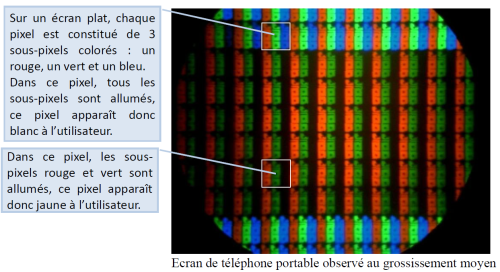 Sur un écran plat, chaque
pixel est constitué de 3
sous-pixels colorés : un
rouge, un vert et un bleu.
Dans ce pixel, tous les
sous-pixels sont allumés,
ce pixel apparaît donc
blanc à l'utilisateur.
Dans ce pixel, les sous-
pixels rouge et vert sont
allumés, ce pixel apparaît
donc jaune à l'utilisateur.
Ecran de téléphone portable observé au grossissement moyen